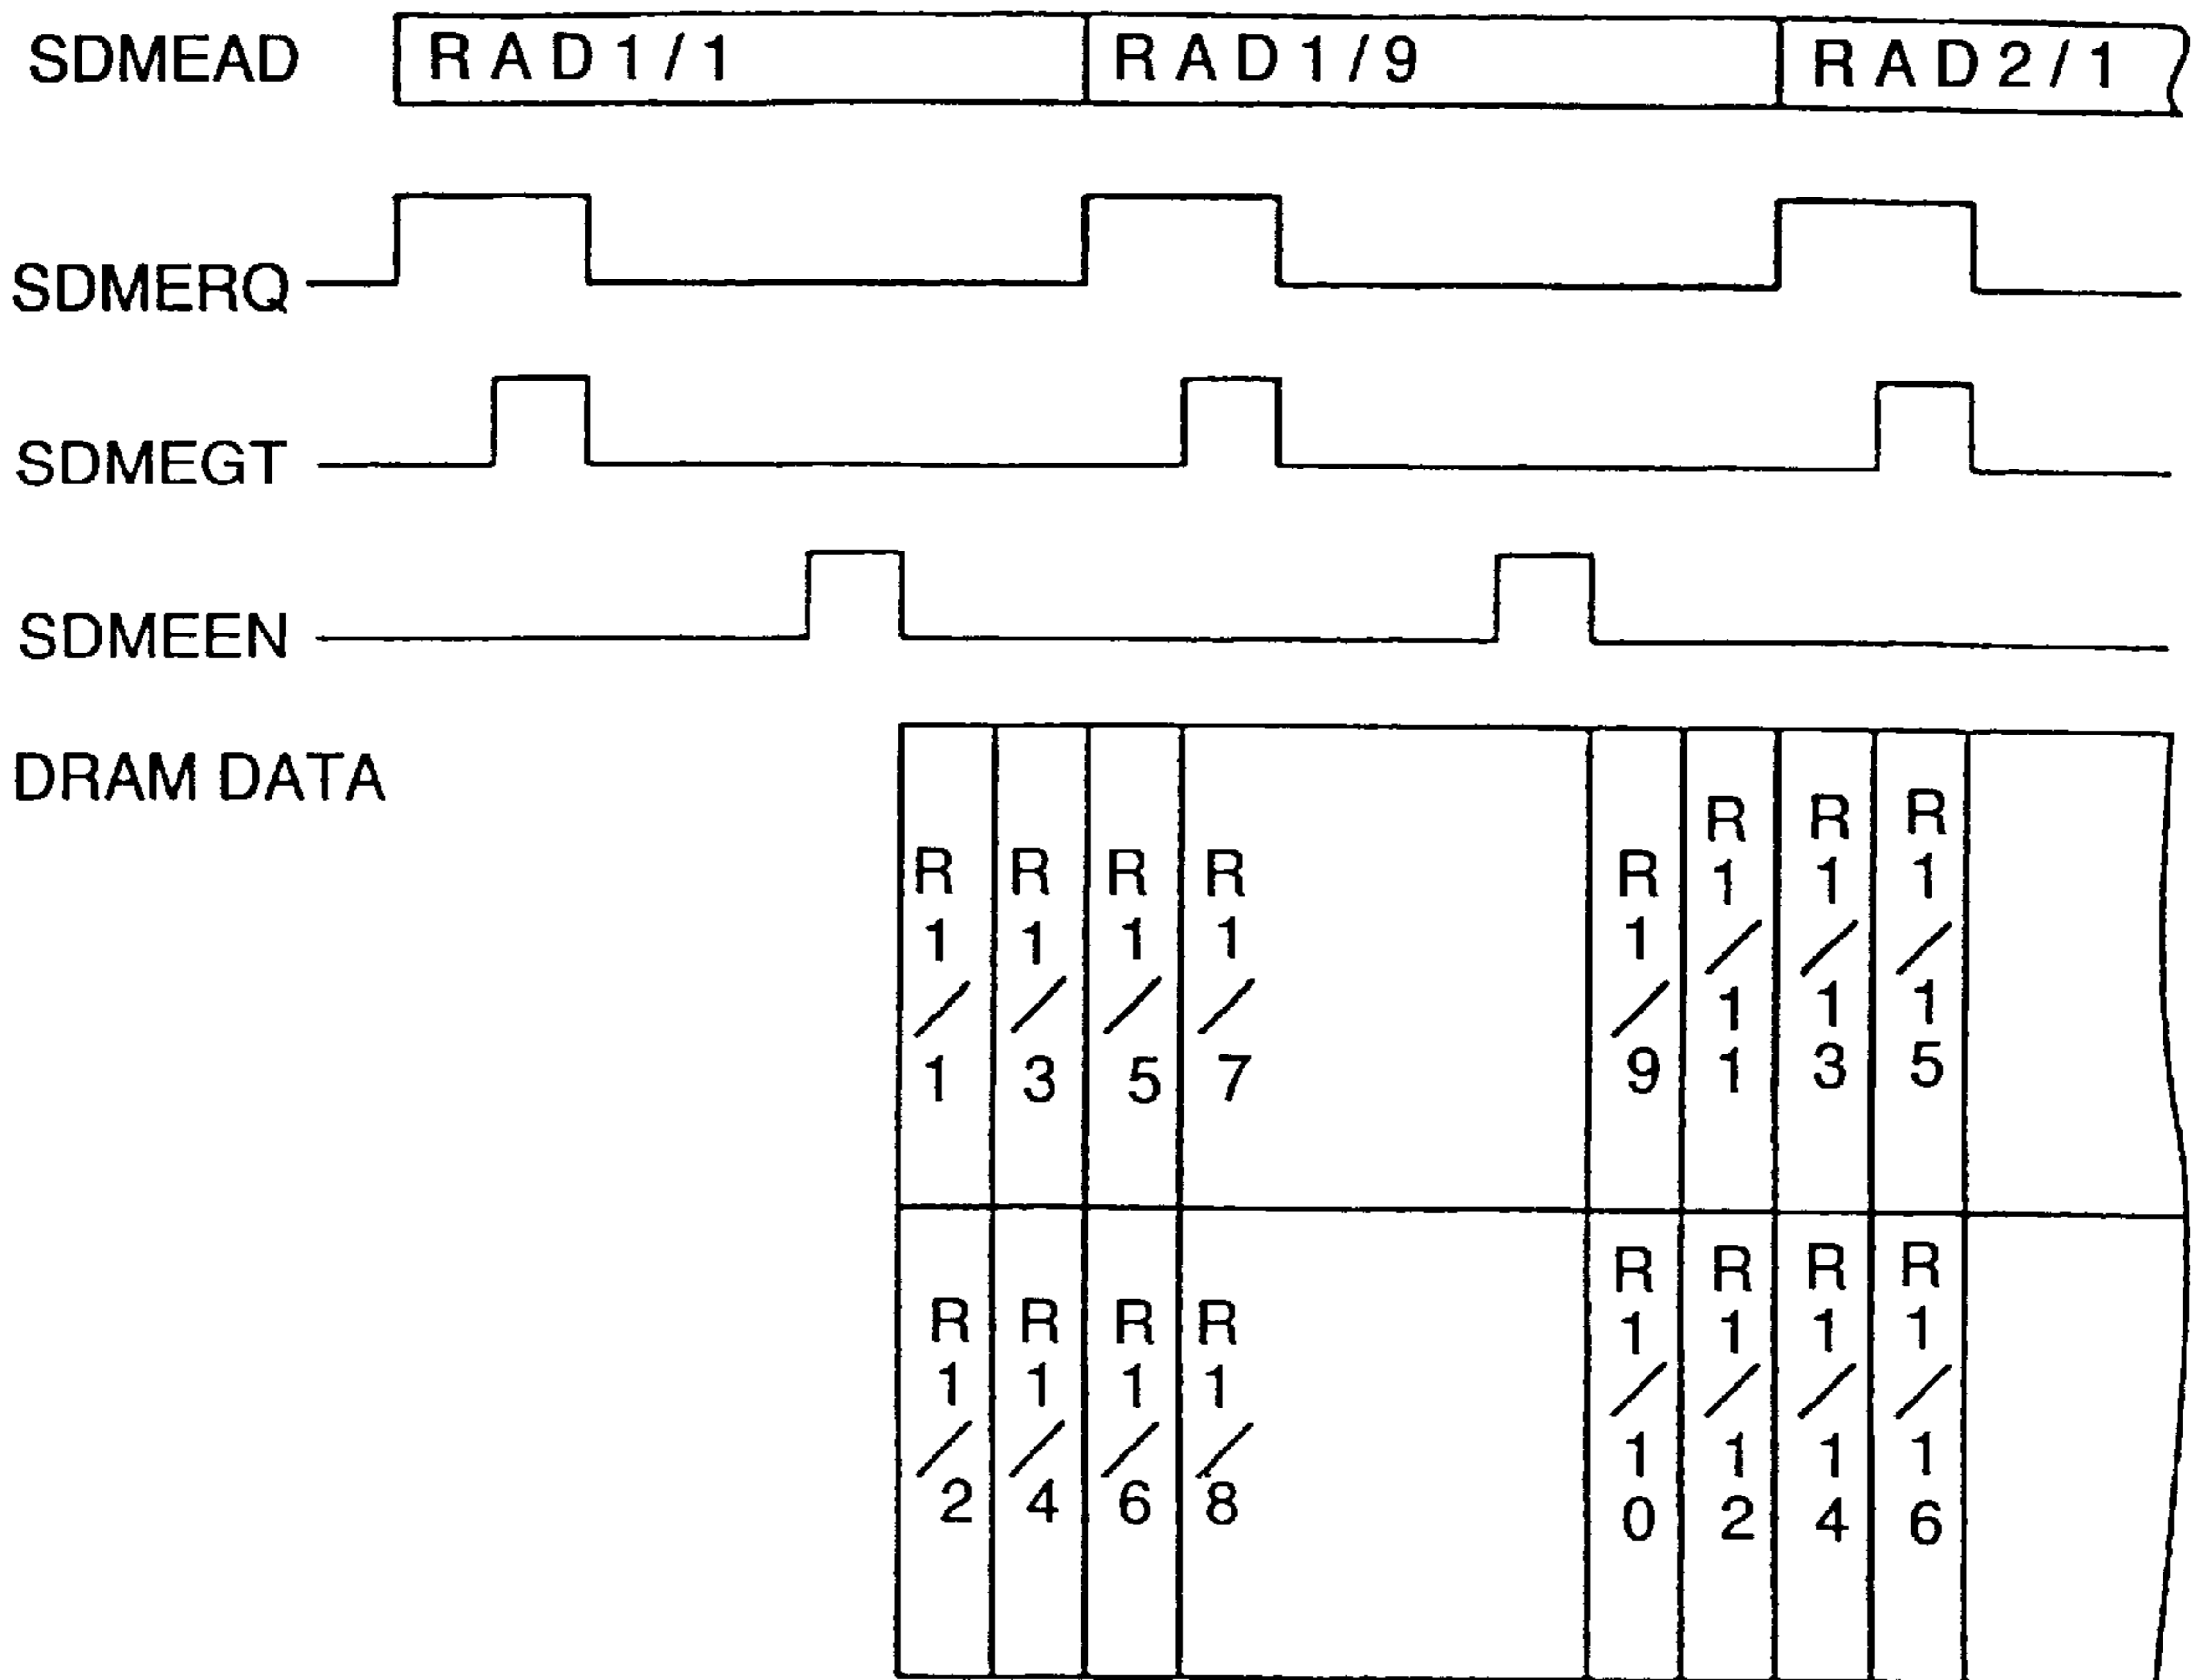 SDMEAD RAD1/1 RAD1/9 RAD2/1
SDMERQ
SDMEGT
SDMEEN
DRAM DATA
R1/1 R1/3 R1/5 R1/7 R1/9 R1/11 R1/13 R1/15
R1/2 R1/4 R1/6 R1/8 R1/10 R1/12 R1/14 R1/16